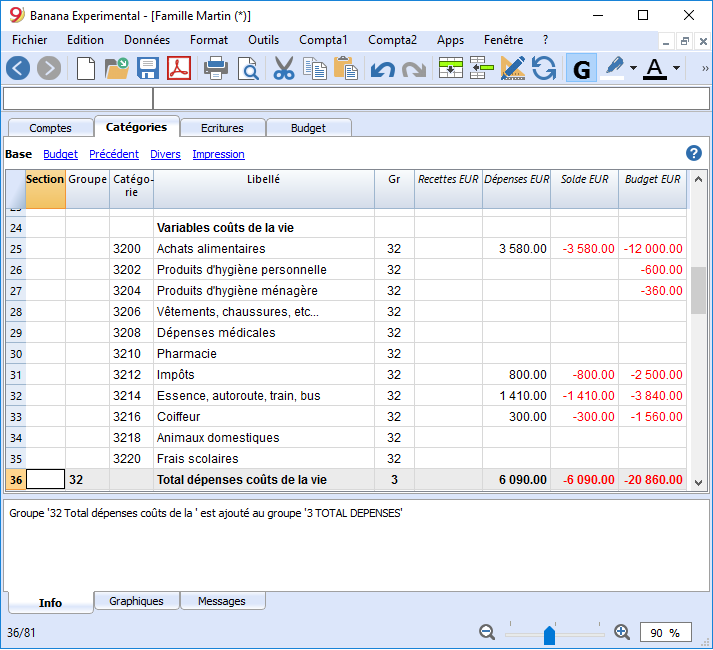 Banana Experimental - [Famille Martin (*)]
Fichier Edition Données Format Outils Compta1 Compta2 Apps Fenêtre ?
G A »
Comptes Catégories Ecritures Budget
Base Budget Précédent Divers Impression ?
Section Groupe Catégo-rie Libellé Gr Recettes EUR Dépenses EUR Solde EUR Budget EUR
24 Variables coûts de la vie
25 3200 Achats alimentaires 32 3 580.00 -3 580.00 -12 000.00
26 3202 Produits d'hygiène personnelle 32 -600.00
27 3204 Produits d'hygiène ménagère 32 -360.00
28 3206 Vêtements, chaussures, etc... 32
29 3208 Dépenses médicales 32
30 3210 Pharmacie 32
31 3212 Impôts 32 800.00 -800.00 -2 500.00
32 3214 Essence, autoroute, train, bus 32 1 410.00 -1 410.00 -3 840.00
33 3216 Coiffeur 32 300.00 -300.00 -1 560.00
34 3218 Animaux domestiques 32
35 3220 Frais scolaires 32
36 32 Total dépenses coûts de la vie 3 6 090.00 -6 090.00 -20 860.00
Groupe '32 Total dépenses coûts de la ' est ajouté au groupe '3 TOTAL DEPENSES'
Info Graphiques Messages
36/81 90 %